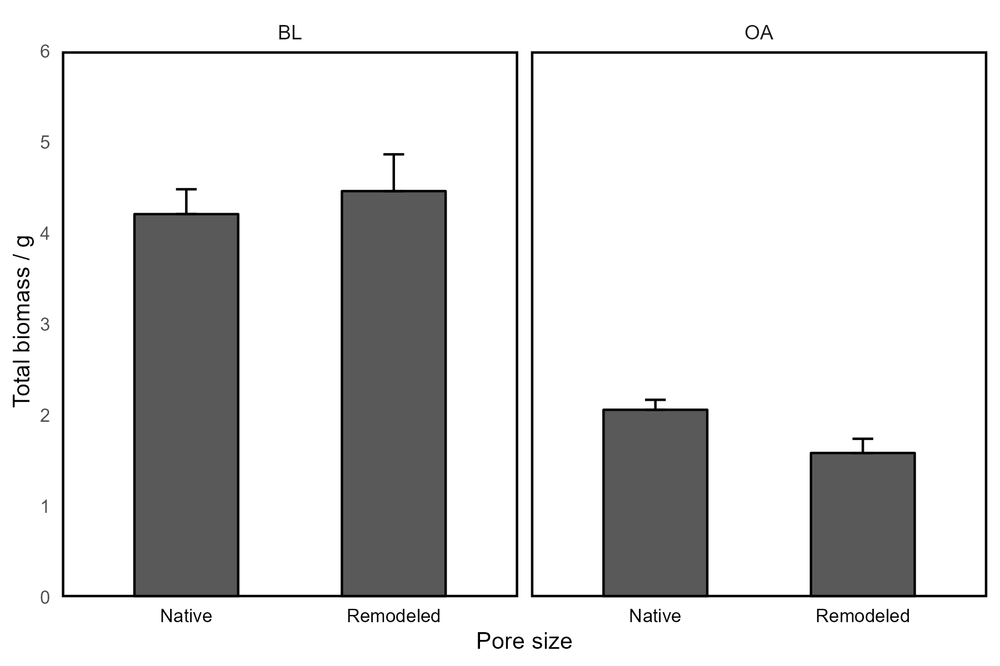 BL
OA
6
5
4
3
2
1
0
Total biomass / g
Native
Remodeled
Native
Remodeled
Pore size